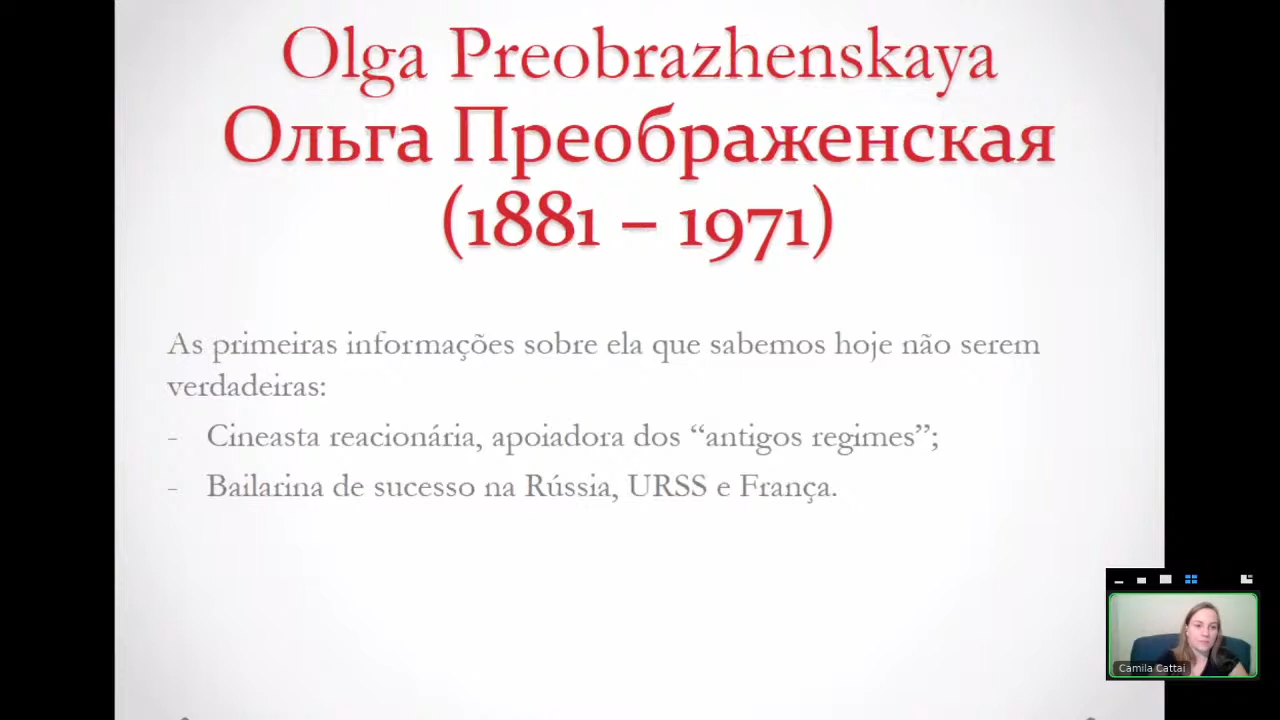 Olga Preobrazhenskaya
Ольга Преображенская
(1881 – 1971)
As primeiras informações sobre ela que sabemos hoje não serem
verdadeiras:
- Cineasta reacionária, apoiadora dos “antigos regimes”;
- Bailarina de sucesso na Rússia, URSS e França.
Camila Cattai